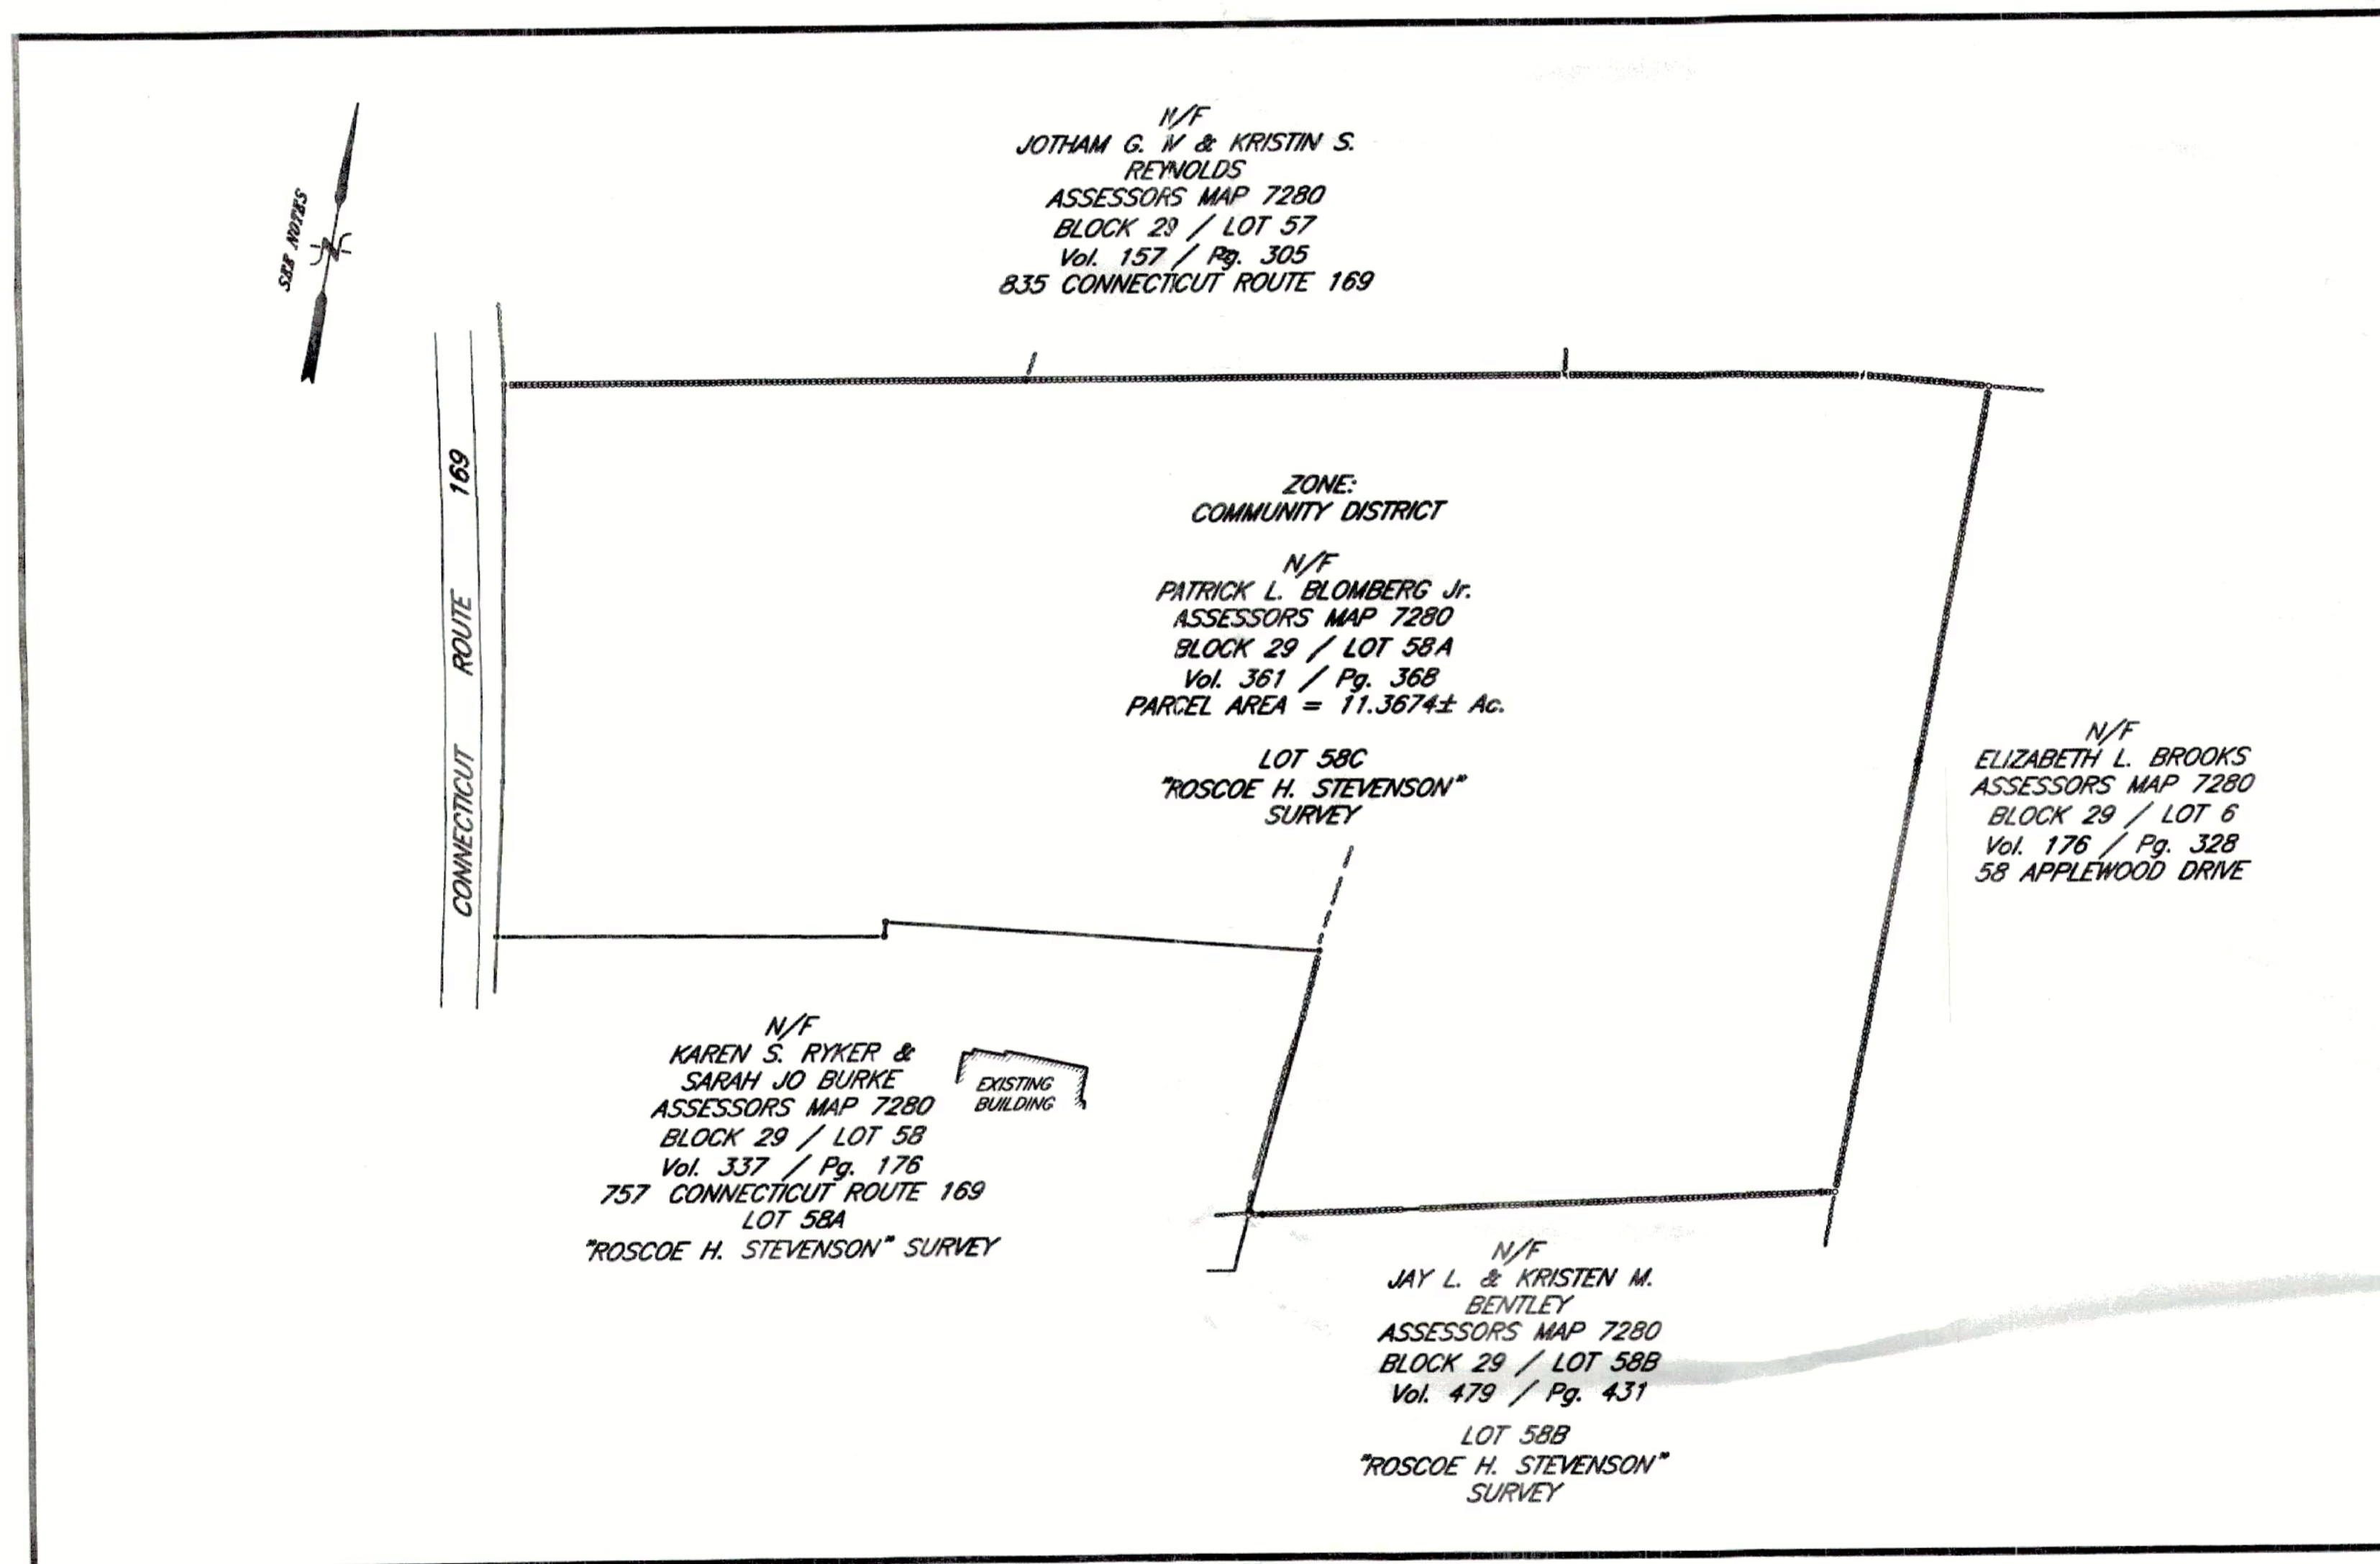 N/F
JOTHAM G. IV & KRISTIN S.
REYNOLDS
ASSESSORS MAP 7280
BLOCK 29 / LOT 57
Vol. 157 / Pg. 305
835 CONNECTICUT ROUTE 169
SEE NOTES
N
CONNECTICUT ROUTE 169
ZONE:
COMMUNITY DISTRICT
N/F
PATRICK L. BLOMBERG Jr.
ASSESSORS MAP 7280
BLOCK 29 / LOT 58A
Vol. 361 / Pg. 368
PARCEL AREA = 11.3674± Ac.
LOT 58C
"ROSCOE H. STEVENSON"
SURVEY
N/F
ELIZABETH L. BROOKS
ASSESSORS MAP 7280
BLOCK 29 / LOT 6
Vol. 176 / Pg. 328
58 APPLEWOOD DRIVE
N/F
KAREN S. RYKER &
SARAH JO BURKE
ASSESSORS MAP 7280
BLOCK 29 / LOT 58
Vol. 337 / Pg. 176
757 CONNECTICUT ROUTE 169
LOT 58A
"ROSCOE H. STEVENSON" SURVEY
EXISTING
BUILDING
N/F
JAY L. & KRISTEN M.
BENTLEY
ASSESSORS MAP 7280
BLOCK 29 / LOT 58B
Vol. 479 / Pg. 431
LOT 58B
"ROSCOE H. STEVENSON"
SURVEY